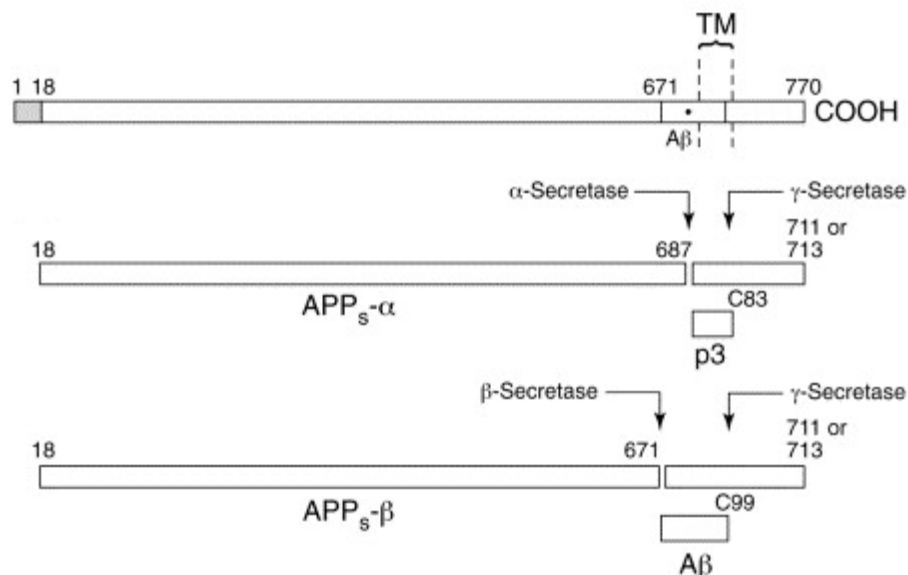 TM
1 18 671 770
COOH
Aβ
α-Secretase γ-Secretase
711 or
18 687 713
APPs-α C83
p3
β-Secretase γ-Secretase
711 or
18 671 713
APPs-β C99
Aβ